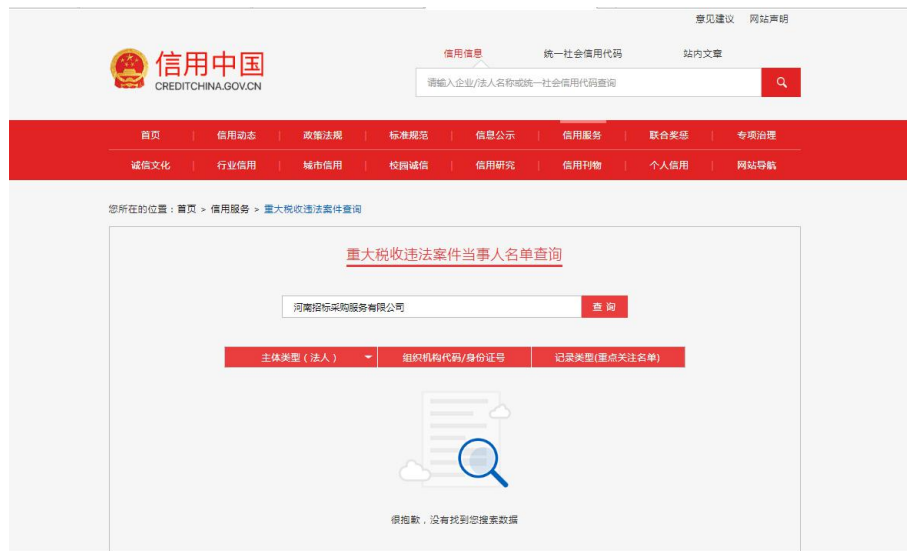 意见建议 网站声明
信用中国
CREDITCHINA.GOV.CN
信用信息 统一社会信用代码 站内文章
请输入企业/法人名称或统一社会信用代码查询
首页 | 信用动态 | 政策法规 | 标准规范 | 信息公示 | 信用服务 | 联合奖惩 | 专项治理
诚信文化 | 行业信用 | 城市信用 | 校园诚信 | 信用研究 | 信用刊物 | 个人信用 | 网站导航
您所在的位置：首页 > 信用服务 > 重大税收违法案件查询
重大税收违法案件当事人名单查询
河南招标采购服务有限公司 查 询
主体类型（法人） 组织机构代码/身份证号 记录类型(重点关注名单)
很抱歉，没有找到您搜索数据